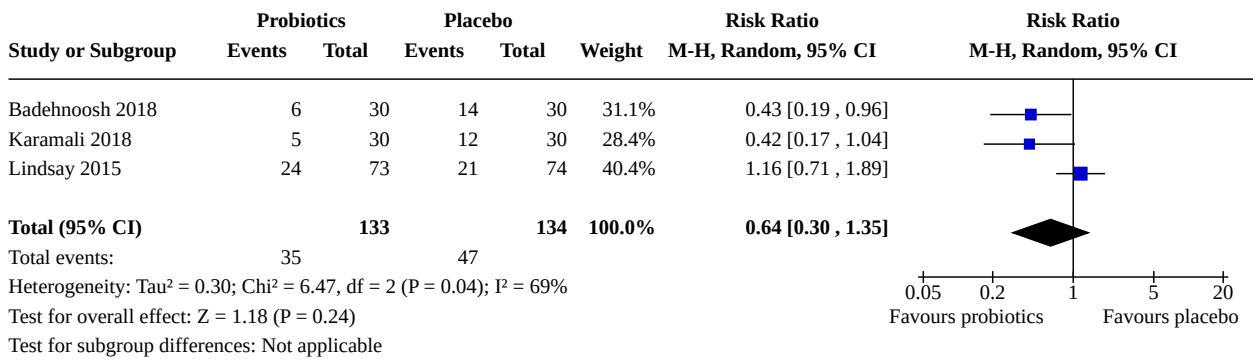 Probiotics Placebo Risk Ratio Risk Ratio
Study or Subgroup Events Total Events Total Weight M-H, Random, 95% CI M-H, Random, 95% CI
Badehnoosh 2018 6 30 14 30 31.1% 0.43 [0.19 , 0.96]
Karamali 2018 5 30 12 30 28.4% 0.42 [0.17 , 1.04]
Lindsay 2015 24 73 21 74 40.4% 1.16 [0.71 , 1.89]
Total (95% CI) 133 134 100.0% 0.64 [0.30 , 1.35]
Total events: 35 47
Heterogeneity: Tau² = 0.30; Chi² = 6.47, df = 2 (P = 0.04); I² = 69%
Test for overall effect: Z = 1.18 (P = 0.24)
Test for subgroup differences: Not applicable
0.05 0.2 1 5 20
Favours probiotics Favours placebo